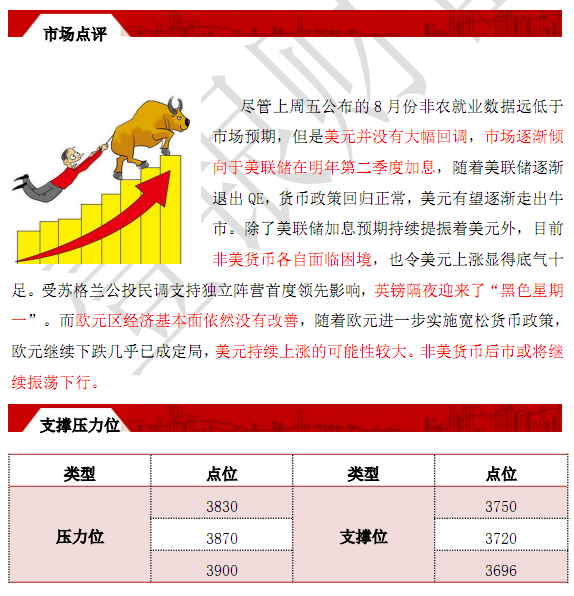 市场点评
尽管上周五公布的 8 月份非农就业数据远低于
市场预期，但是美元并没有大幅回调，市场逐渐倾
向于美联储在明年第二季度加息，随着美联储逐渐
退出 QE，货币政策回归正常，美元有望逐渐走出牛
市。除了美联储加息预期持续提振着美元外，目前
非美货币各自面临困境，也令美元上涨显得底气十
足。受苏格兰公投民调支持独立阵营首度领先影响，英镑隔夜迎来了“黑色星期
一”。而欧元区经济基本面依然没有改善，随着欧元进一步实施宽松货币政策，
欧元继续下跌几乎已成定局，美元持续上涨的可能性较大。非美货币后市或将继
续振荡下行。
支撑压力位
类型 点位 类型 点位
3830 3750
压力位 3870 支撑位 3720
3900 3696